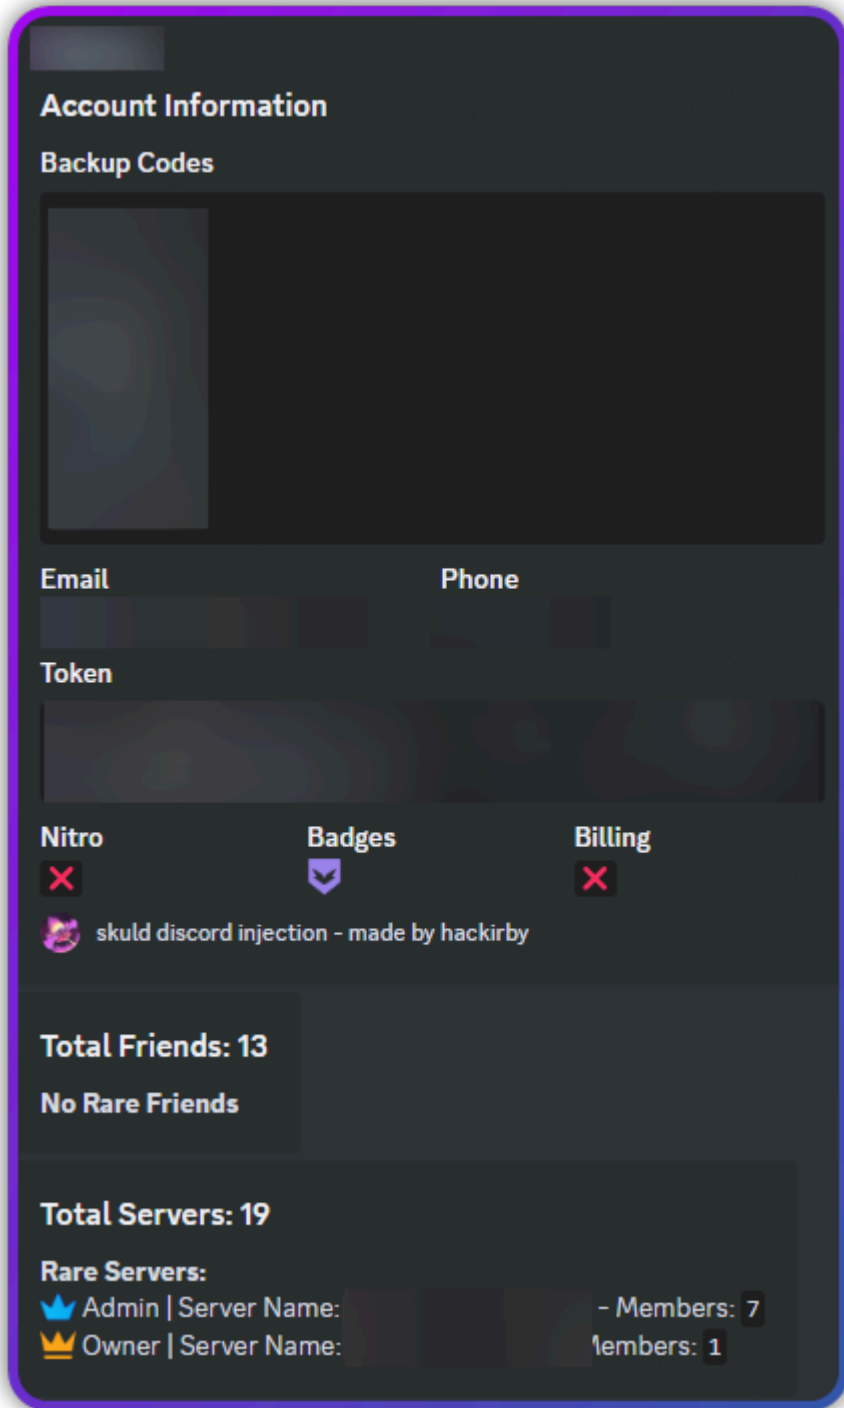 Account Information
Backup Codes
Email Phone
Token
Nitro Badges Billing
skuld discord injection - made by hackirby
Total Friends: 13
No Rare Friends
Total Servers: 19
Rare Servers:
Admin | Server Name: - Members: 7
Owner | Server Name: Members: 1